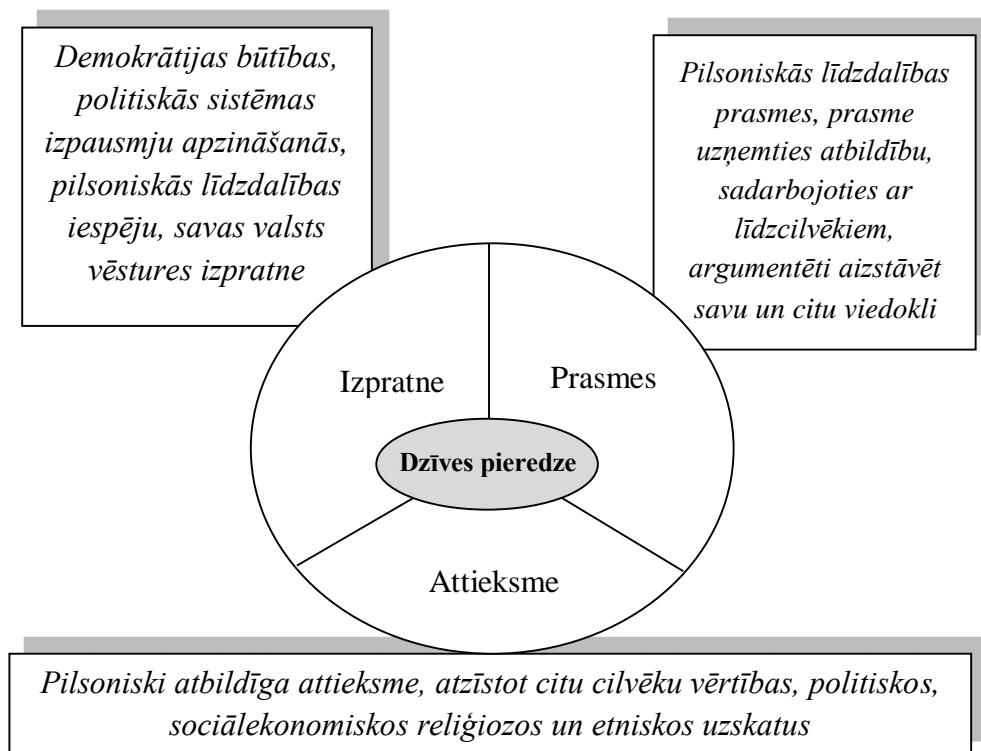 Demokrātijas būtības,
politiskās sistēmas
izpausmju apzināšanās,
pilsoniskās līdzdalības
iespēju, savas valsts
vēstures izpratne
Pilsoniskās līdzdalības
prasmes, prasme
uzņemties atbildību,
sadarbojoties ar
līdzcilvēkiem,
argumentēti aizstāvēt
savu un citu viedokli
Izpratne
Prasmes
Dzīves pieredze
Attieksme
Pilsoniski atbildīga attieksme, atzīstot citu cilvēku vērtības, politiskos,
sociālekonomiskos reliģiozos un etniskos uzskatus